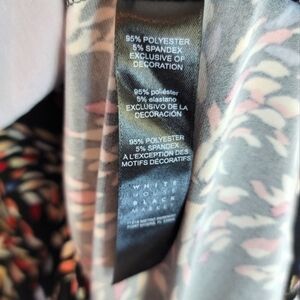 95% POLYESTER
5% SPANDEX
EXCLUSIVE OF
DECORATION
95% poliéster
5% elastano
EXCLUSIVO DE LA
DECORACIÓN
95% POLYESTER
5% SPANDEX
À L'EXCEPTION DES
MOTIFS DÉCORATIFS
WHITE
HOUSE
BLACK
MARKET